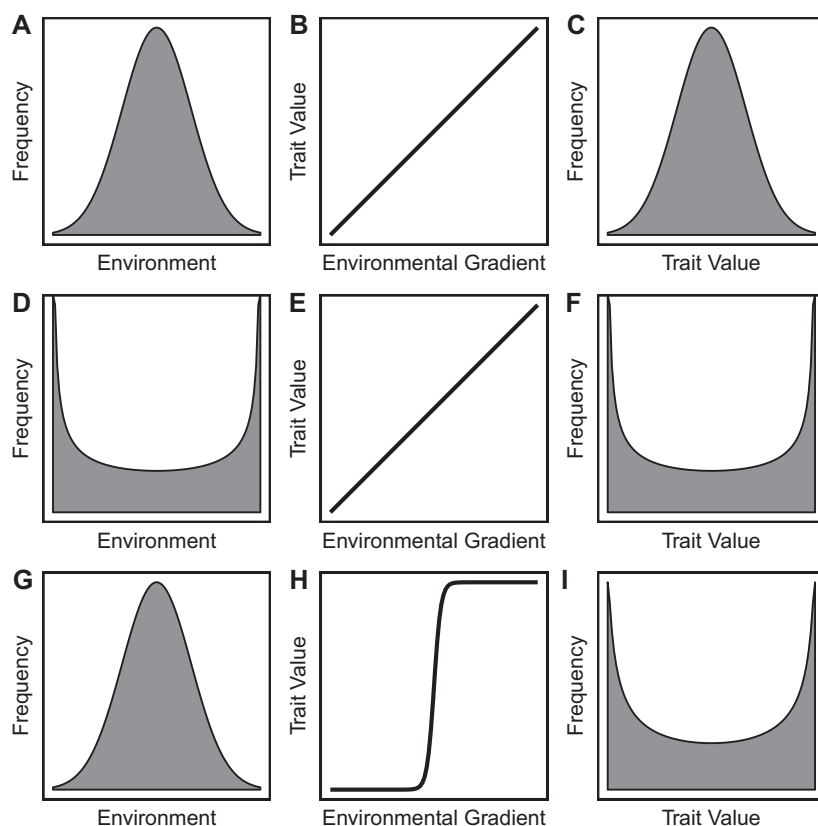 A B C
Frequency Trait Value Frequency
Environment Environmental Gradient Trait Value
D E F
Frequency Trait Value Frequency
Environment Environmental Gradient Trait Value
G H I
Frequency Trait Value Frequency
Environment Environmental Gradient Trait Value